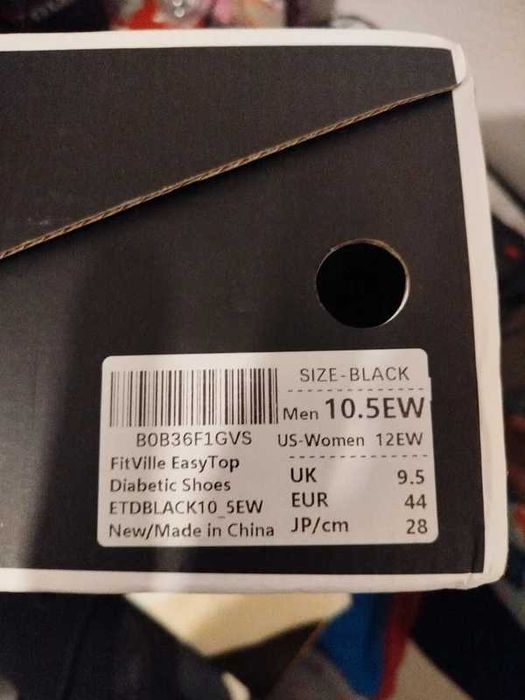 SIZE-BLACK
Men 10.5EW
B0B36F1GVS
US-Women 12EW
FitVille EasyTop
Diabetic Shoes
ETDBLACK10_5EW
New/Made in China
UK 9.5
EUR 44
JP/cm 28